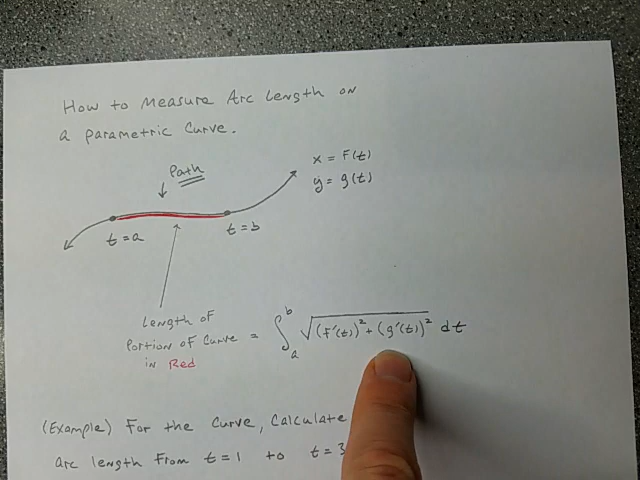 How to Measure Arc Length on
a parametric Curve.
Path
x = f(t)
y = g(t)
t = a
t = b
Length of
Portion of Curve = ∫_a^b √((f'(t))² + (g'(t))²) dt
in Red
(Example) For the Curve, Calculate
arc length from t = 1 to t = 3